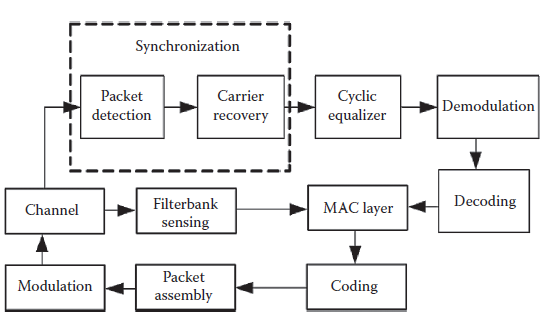 Synchronization
Packet
detection
Carrier
recovery
Cyclic
equalizer
Demodulation
Channel
Filterbank
sensing
MAC layer
Decoding
Modulation
Packet
assembly
Coding